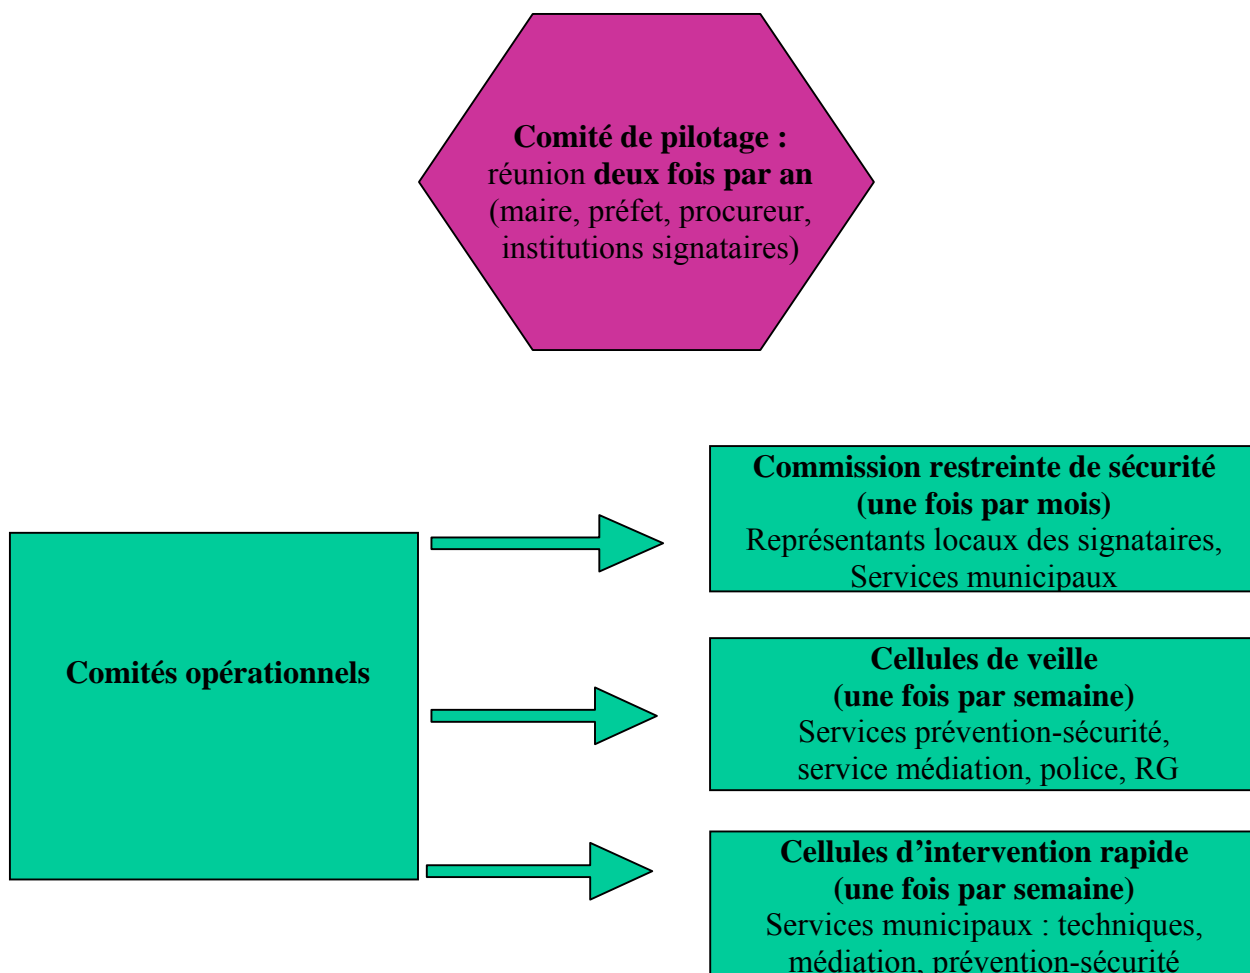 Comité de pilotage :
réunion deux fois par an
(maire, préfet, procureur,
institutions signataires)
Commission restreinte de sécurité
(une fois par mois)
Représentants locaux des signataires,
Services municipaux
Comités opérationnels
Cellules de veille
(une fois par semaine)
Services prévention-sécurité,
service médiation, police, RG
Cellules d’intervention rapide
(une fois par semaine)
Services municipaux : techniques,
médiation, prévention-sécurité